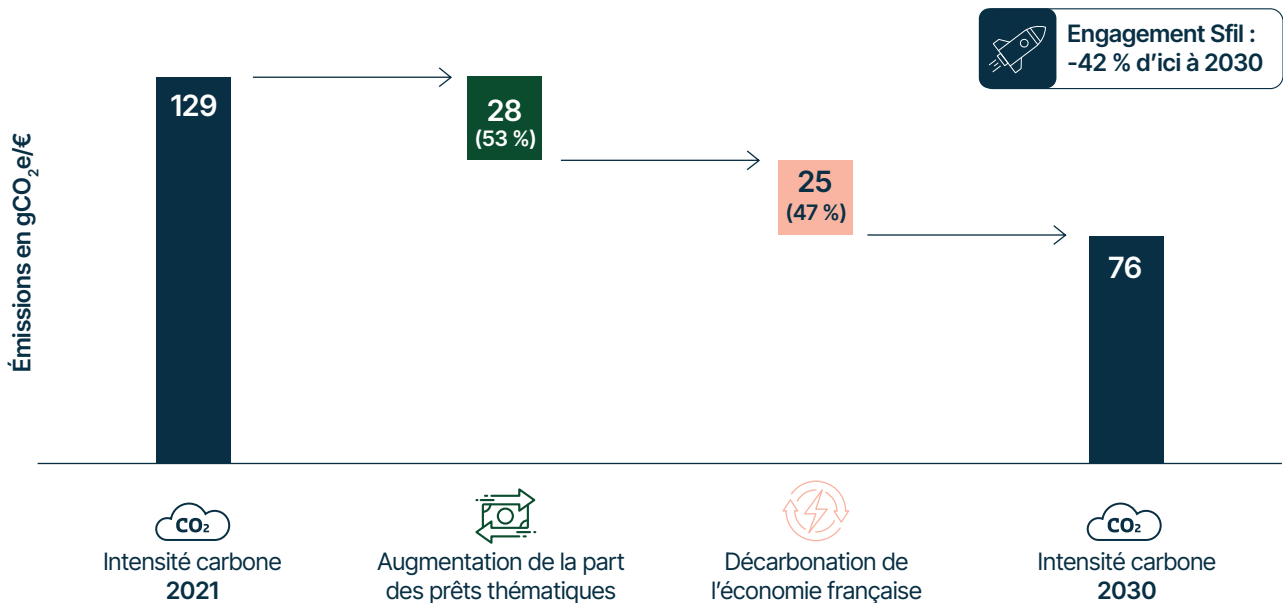 Engagement Sfil :
-42 % d'ici à 2030
Émissions en gCO₂e/€
129
28
(53 %)
25
(47 %)
76
CO₂
Intensité carbone
2021
Augmentation de la part
des prêts thématiques
Décarbonation de
l'économie française
CO₂
Intensité carbone
2030